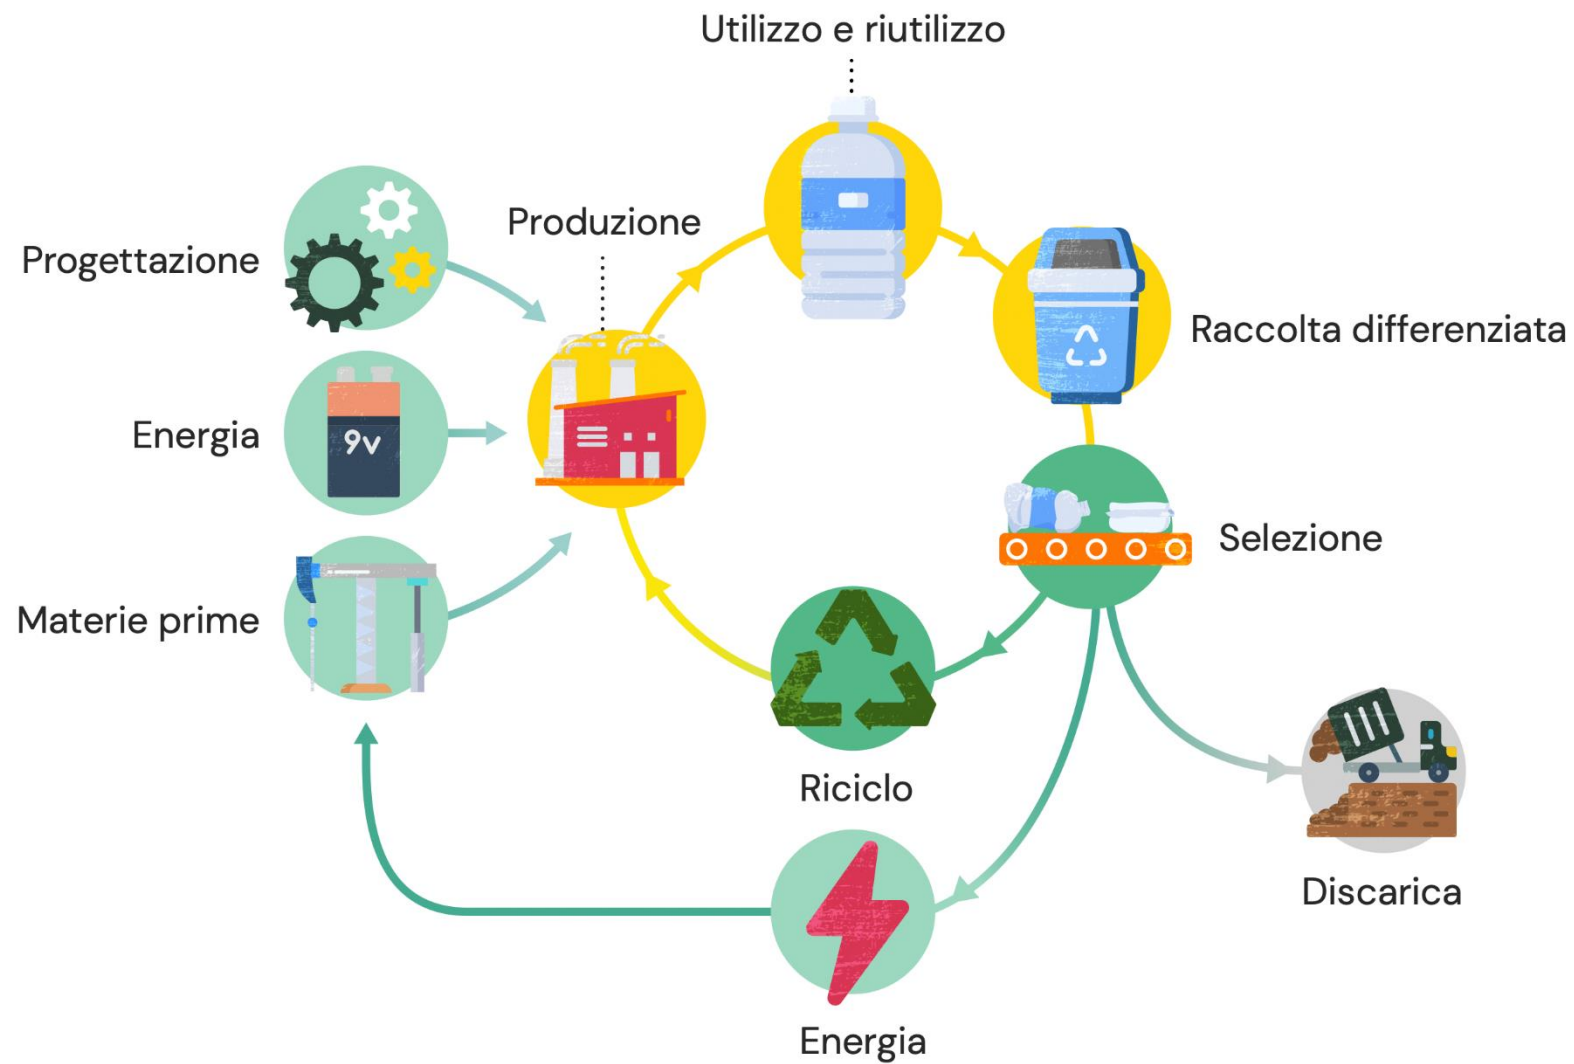 Utilizzo e riutilizzo
Produzione
Progettazione
Raccolta differenziata
Energia
9v
Selezione
Materie prime
Riciclo
Discarica
Energia